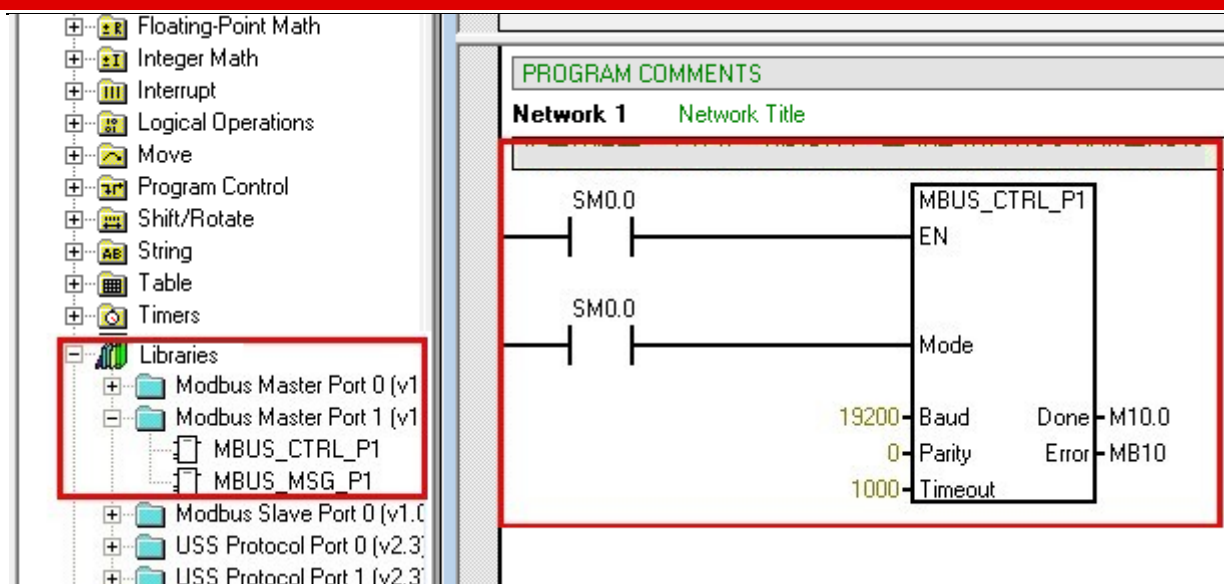 Floating-Point Math
Integer Math
Interrupt
Logical Operations
Move
Program Control
Shift/Rotate
String
Table
Timers
Libraries
Modbus Master Port 0 (v1
Modbus Master Port 1 (v1
MBUS_CTRL_P1
MBUS_MSG_P1
Modbus Slave Port 0 (v1.0
USS Protocol Port 0 (v2.3)
USS Protocol Port 1 (v2.3
PROGRAM COMMENTS
Network 1 Network Title
SM0.0 MBUS_CTRL_P1
EN
SM0.0
Mode
19200 Baud Done M10.0
0 Parity Error MB10
1000 Timeout